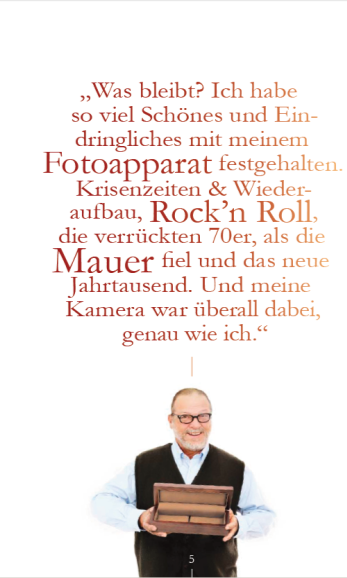 „Was bleibt? Ich habe
so viel Schönes und Ein-
dringliches mit meinem
Fotoapparat festgehalten.
Krisenzeiten & Wieder-
aufbau, Rock’n Roll,
die verrückten 70er, als die
Mauer fiel und das neue
Jahrtausend. Und meine
Kamera war überall dabei,
genau wie ich.“
5